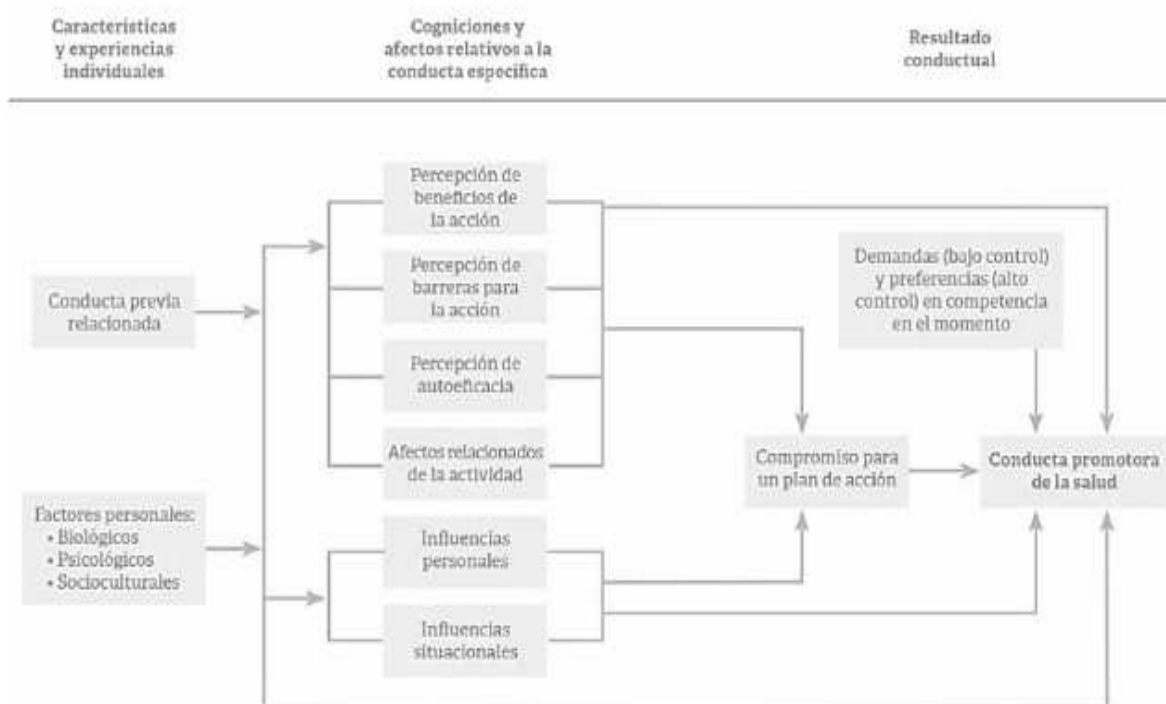 Características
y experiencias
individuales
Cogniciones y
afectos relativos a la
conducta específica
Resultado
conductual
Percepción de
beneficios de
la acción
Percepción de
barreras para
la acción
Percepción de
autoeficacia
Afectos relacionados
de la actividad
Influencias
personales
Influencias
situacionales
Conducta previa
relacionada
Factores personales:
• Biológicos
• Psicológicos
• Socioculturales
Demandas (bajo control)
y preferencias (alto
control) en competencia
en el momento
Compromiso para
un plan de acción
Conducta promotora
de la salud